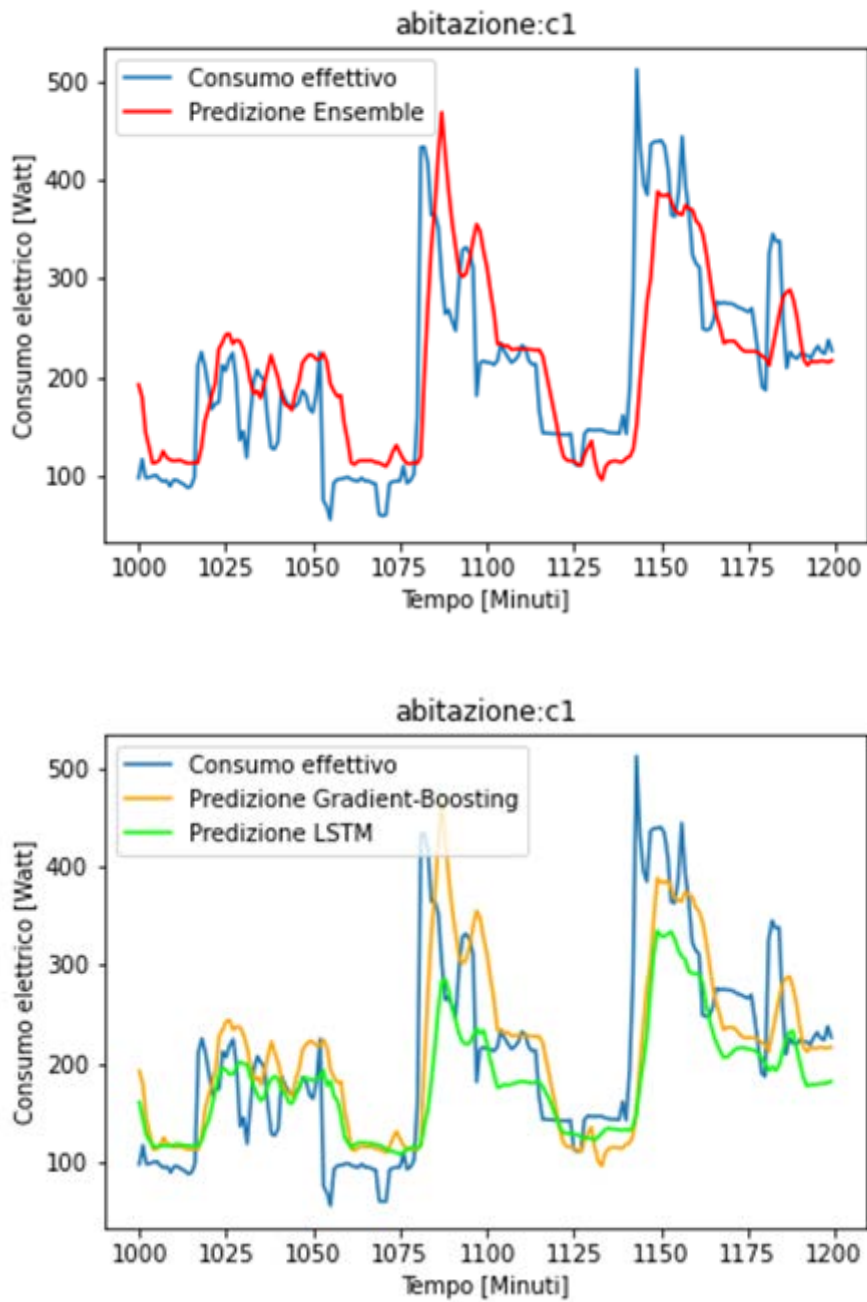 abitazione:c1
Consumo effettivo
Predizione Ensemble
Consumo elettrico [Watt]
500
400
300
200
100
1000 1025 1050 1075 1100 1125 1150 1175 1200
Tempo [Minuti]
abitazione:c1
Consumo effettivo
Predizione Gradient-Boosting
Predizione LSTM
Consumo elettrico [Watt]
500
400
300
200
100
1000 1025 1050 1075 1100 1125 1150 1175 1200
Tempo [Minuti]